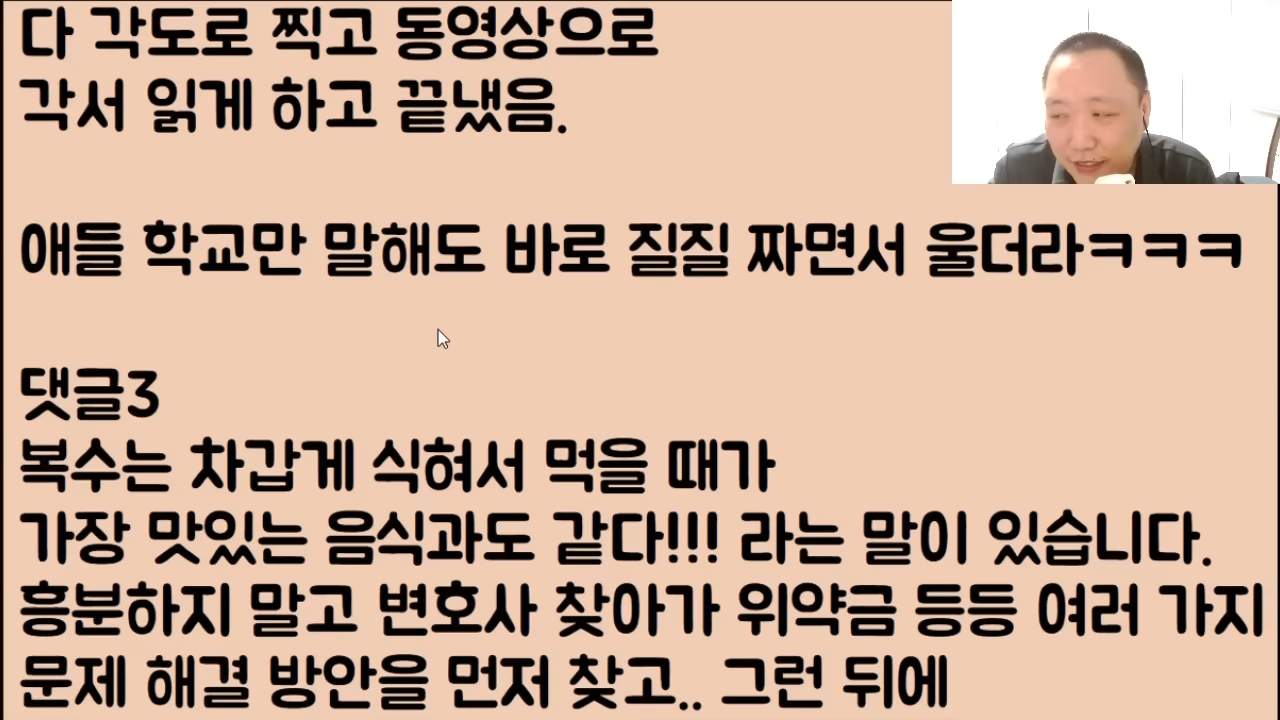 다 각도로 찍고 동영상으로
각서 읽게 하고 끝냈음.
애들 학교만 말해도 바로 질질 짜면서 울더라ㅋㅋㅋ
댓글3
복수는 차갑게 식혀서 먹을 때가
가장 맛있는 음식과도 같다!!! 라는 말이 있습니다.
흥분하지 말고 변호사 찾아가 위약금 등등 여러 가지
문제 해결 방안을 먼저 찾고.. 그런 뒤에